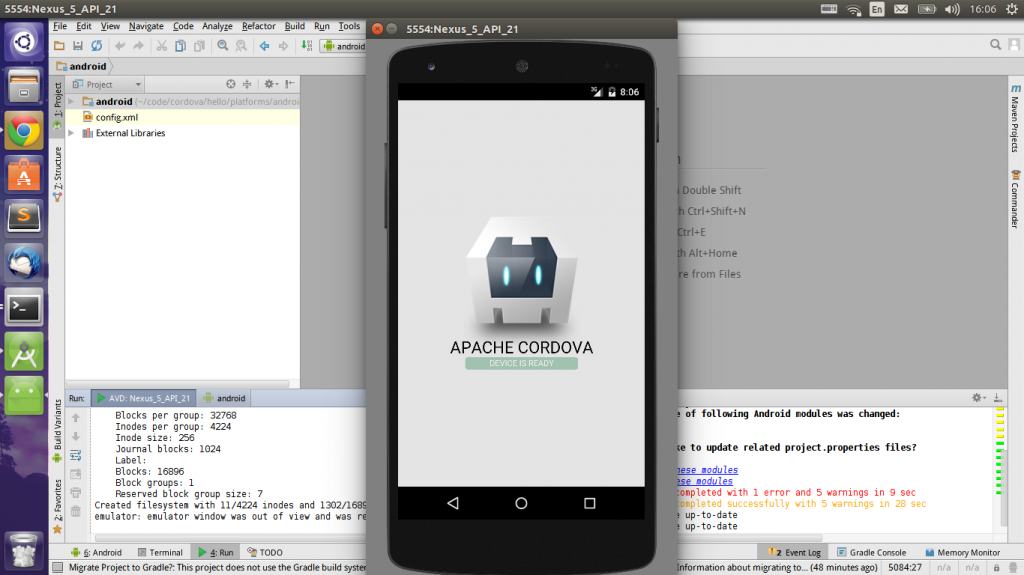 5554:Nexus_5_API_21
En
16:06
File Edit View Navigate Code Analyze Refactor Build Run Tools
5554:Nexus_5_API_21
android
android
1: Project
Project
android (~/code/cordova/hello/platforms/androi
config.xml
External Libraries
Z: Structure
Build Variants
2: Favorites
3G
8:06
APACHE CORDOVA
DEVICE IS READY
Double Shift
Ctrl+Shift+N
Ctrl+E
Alt+Home
re from Files
Maven Projects
Commander
Run: AVD: Nexus_5_API_21 android
Blocks per group: 32768
Inodes per group: 4224
Inode size: 256
Journal blocks: 1024
Label:
Blocks: 16896
Block groups: 1
Reserved block group size: 7
Created filesystem with 11/4224 inodes and 1302/1689
emulator: emulator window was out of view and was re
e of following Android modules was changed:
ke to update related project.properties files?
hese modules
ese modules
completed with 1 error and 5 warnings in 9 sec
completed successfully with 5 warnings in 28 sec
e up-to-date
e up-to-date
6: Android Terminal 4: Run TODO
2 Event Log Gradle Console Memory Monitor
Migrate Project to Gradle?: This project does not use the Gradle build system
Information about migrating to... (48 minutes ago) 5084:27 n/a n/a